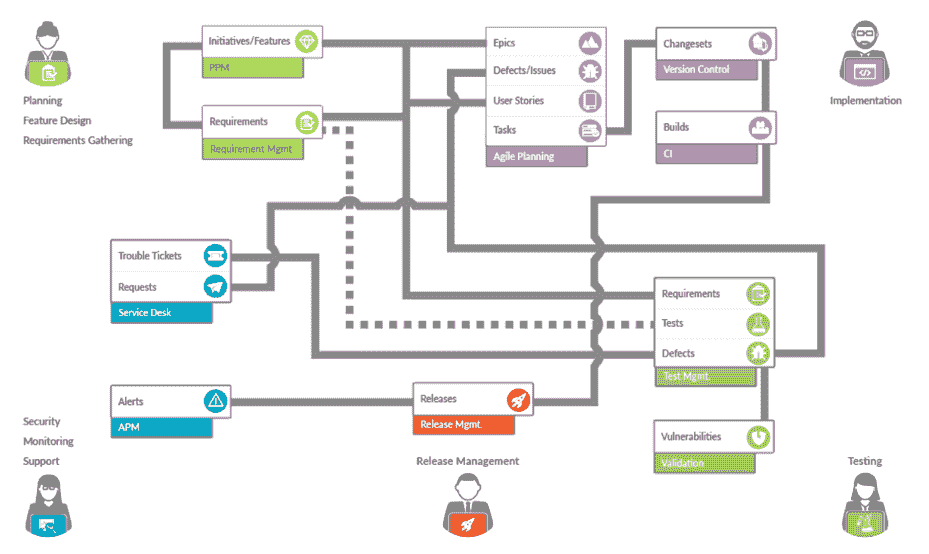 Planning
Feature Design
Requirements Gathering
Initiatives/Features
PPM
Requirements
Requirement Mgmt
Epics
Defects/Issues
User Stories
Tasks
Agile Planning
Changesets
Version Control
Builds
CI
Implementation
Trouble Tickets
Requests
Service Desk
Requirements
Tests
Defects
Test Mgmt
Alerts
APM
Releases
Release Mgmt
Vulnerabilities
Validation
Security
Monitoring
Support
Release Management
Testing